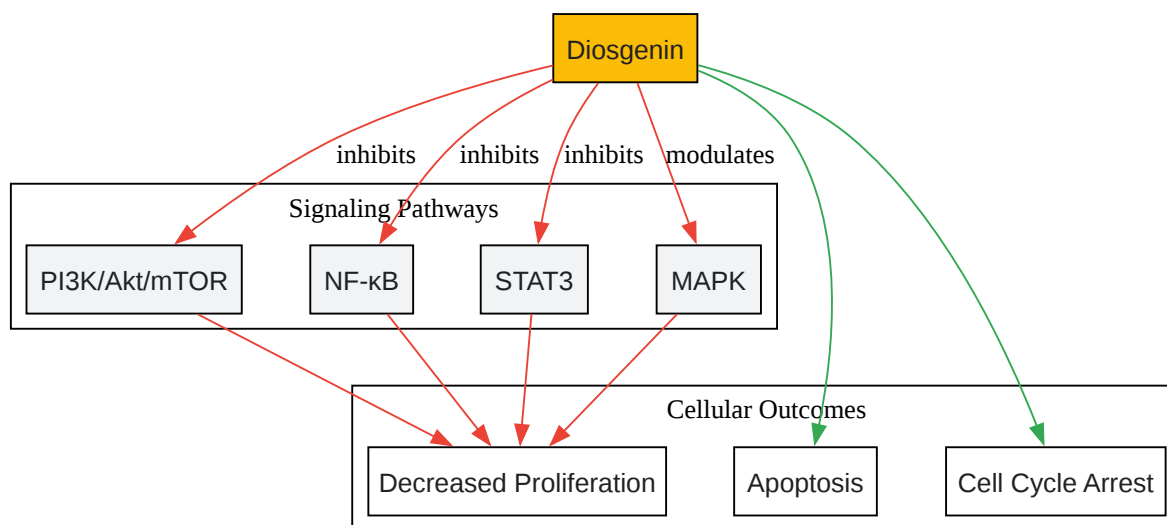 Diosgenin
inhibits
inhibits
inhibits
modulates
Signaling Pathways
PI3K/Akt/mTOR
NF-κB
STAT3
MAPK
Cellular Outcomes
Decreased Proliferation
Apoptosis
Cell Cycle Arrest